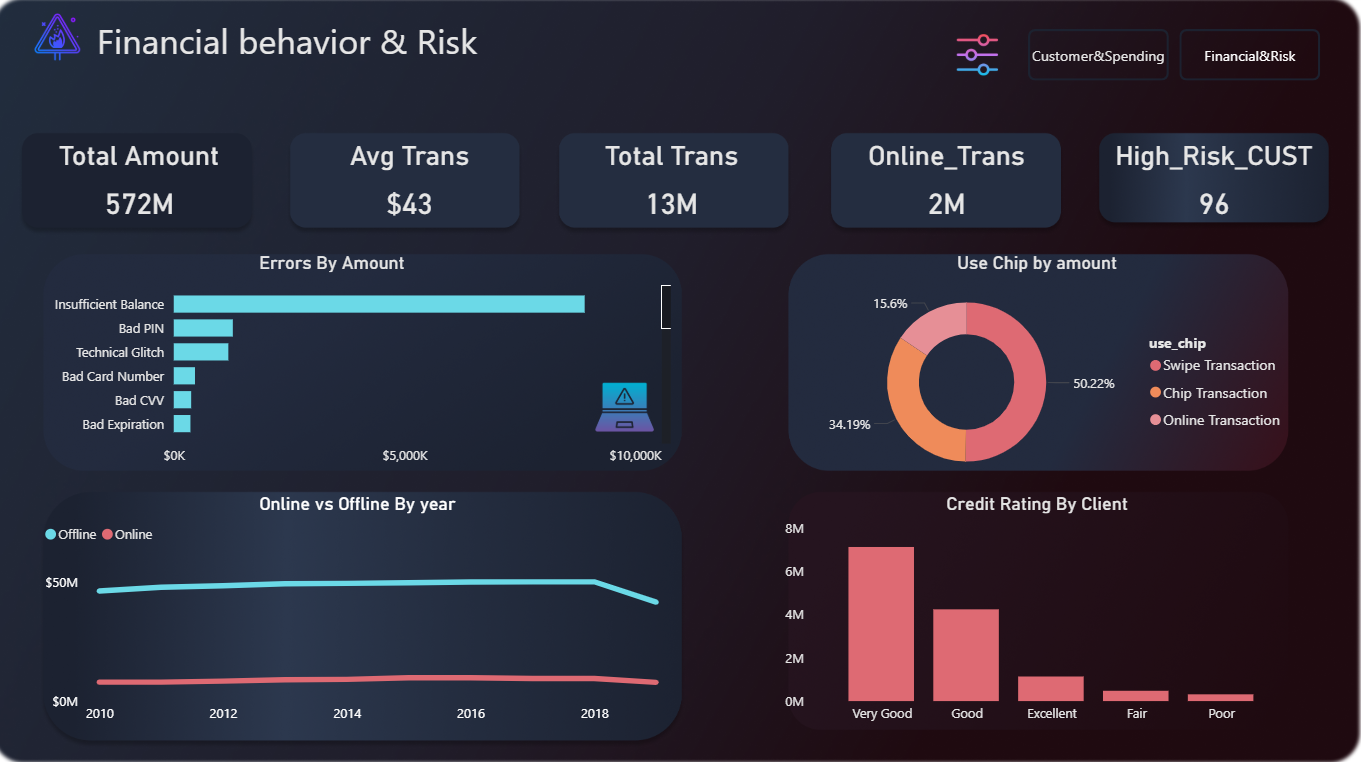 Financial behavior & Risk
Customer&Spending
Financial&Risk
Total Amount
572M
Avg Trans
$43
Total Trans
13M
Online_Trans
2M
High_Risk_CUST
96
Errors By Amount
Insufficient Balance
Bad PIN
Technical Glitch
Bad Card Number
Bad CVV
Bad Expiration
$0K
$5,000K
$10,000K
Use Chip by amount
15.6%
50.22%
34.19%
use_chip
Swipe Transaction
Chip Transaction
Online Transaction
Online vs Offline By year
Offline
Online
$50M
$0M
2010
2012
2014
2016
2018
Credit Rating By Client
8M
6M
4M
2M
0M
Very Good
Good
Excellent
Fair
Poor